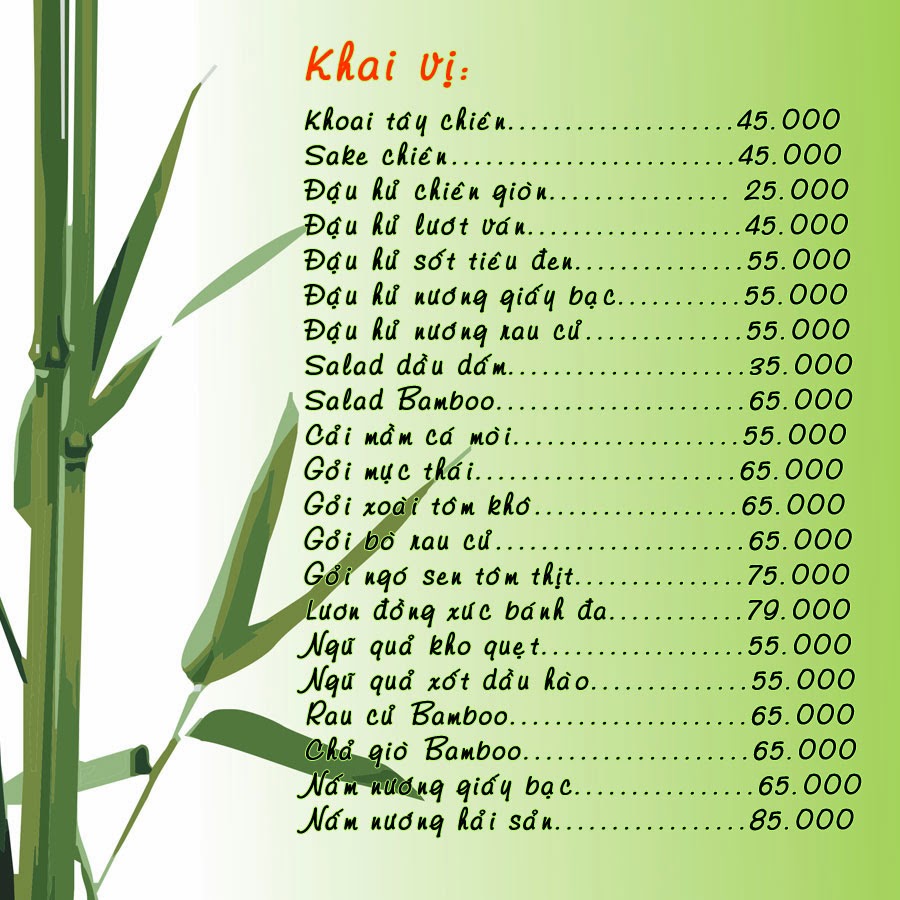 Khai vị:
Khoai tây chiên....................45.000
Sake chiên.........................45.000
Đậu hử chiên giòn................ 25.000
Đậu hử lướt ván...................45.000
Đậu hử sốt tiêu đen...............55.000
Đậu hử nướng giấy bạc...........55.000
Đậu hử nướng rau củ..............55.000
Salad dầu dấm.....................35.000
Salad Bamboo......................65.000
Cải mầm cá mòi....................55.000
Gỏi mực thái.......................65.000
Gỏi xoài tôm khô..................65.000
Gỏi bò rau củ......................65.000
Gỏi ngó sen tôm thịt...............75.000
Lươn đồng xúc bánh đa............79.000
Ngũ quả kho quẹt..................55.000
Ngũ quả xốt dầu hào..............55.000
Rau củ Bamboo.....................65.000
Chả giò Bamboo....................65.000
Nấm nướng giấy bạc................65.000
Nấm nướng hải sản.................85.000